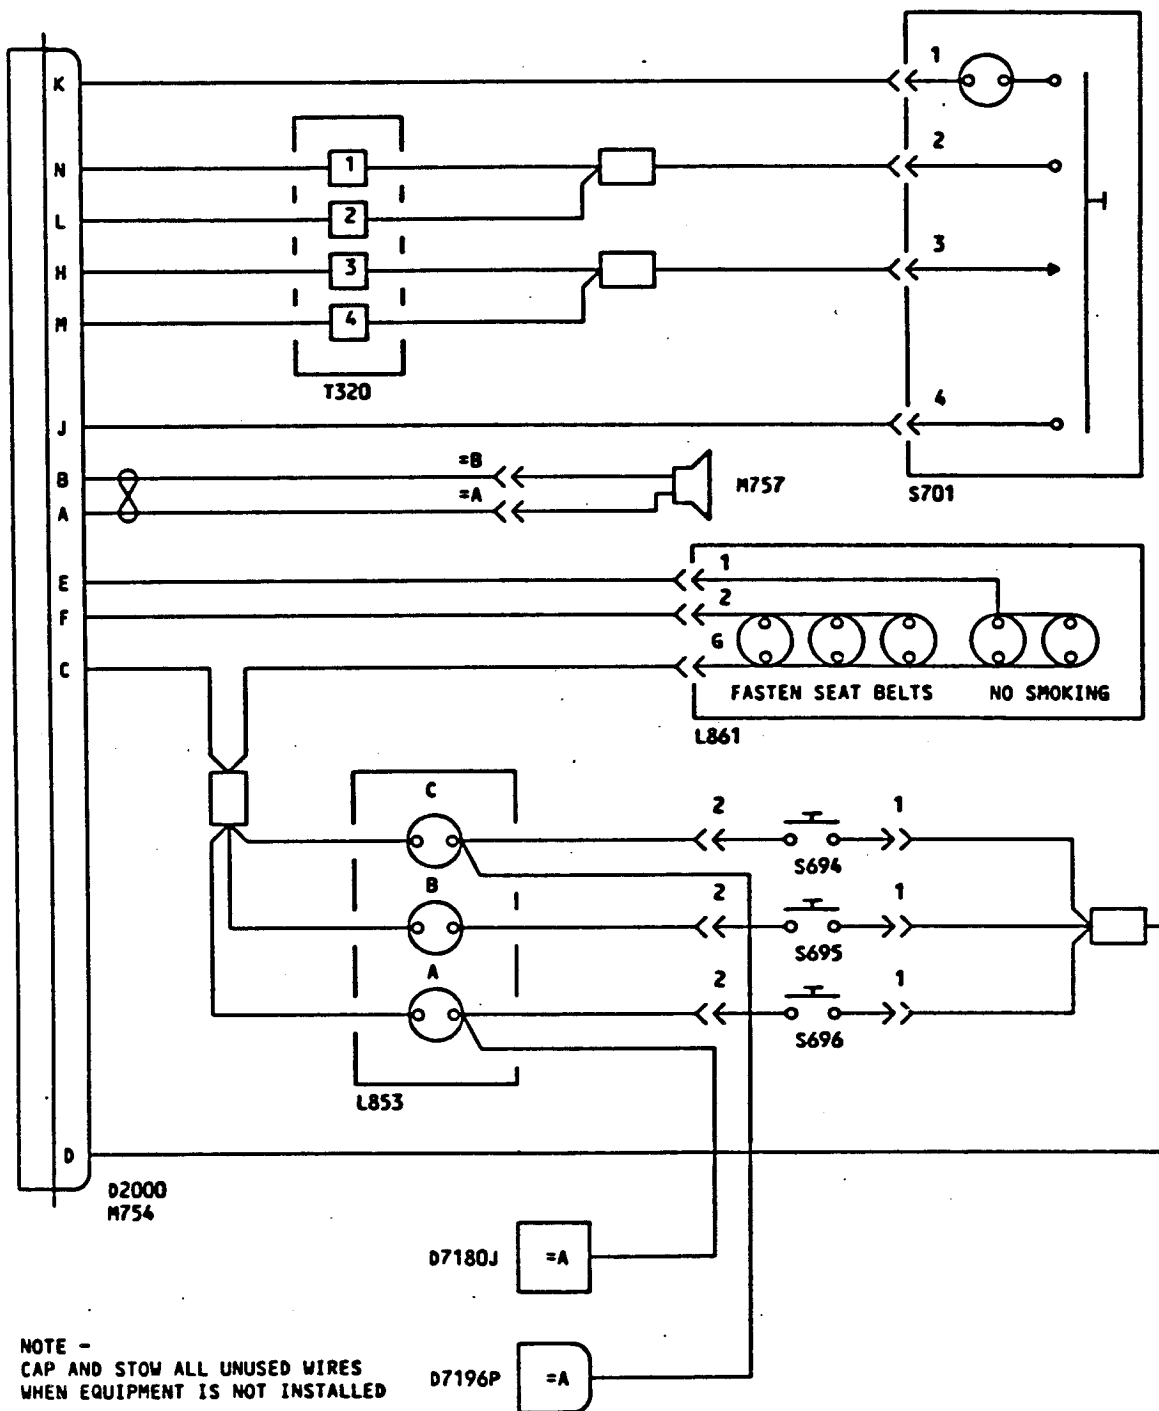 K
1
N
1
2
L
2
H
3
3
M
4
T320
J
4
B
=B
M757
S701
A
=A
E
1
F
2
C
6
FASTEN SEAT BELTS
NO SMOKING
L861
C
2
1
S694
B
2
1
S695
A
2
1
S696
L853
D
D2000
M754
D7180J
=A
NOTE -
CAP AND STOW ALL UNUSED WIRES
WHEN EQUIPMENT IS NOT INSTALLED
D7196P
=A